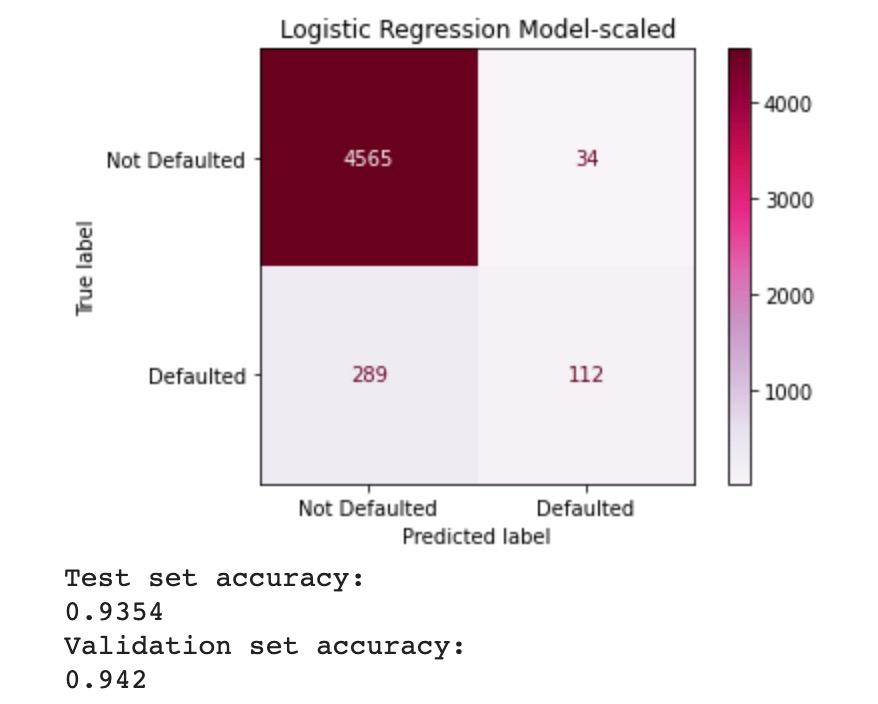 Logistic Regression Model-scaled
Not Defaulted
4565
34
Defaulted
289
112
Not Defaulted
Defaulted
Predicted label
True label
4000
3000
2000
1000
Test set accuracy:
0.9354
Validation set accuracy:
0.942